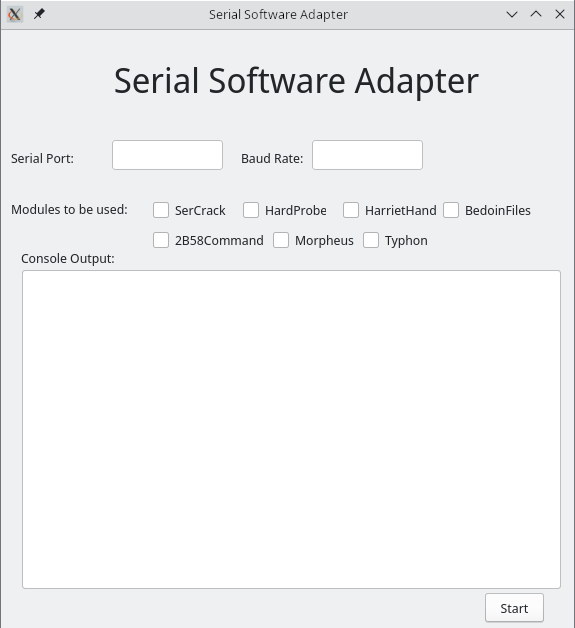 Serial Software Adapter
Serial Software Adapter
Serial Port: Baud Rate:
Modules to be used: SerCrack HardProbe HarrietHand BedoinFiles
2B58Command Morpheus Typhon
Console Output:
Start